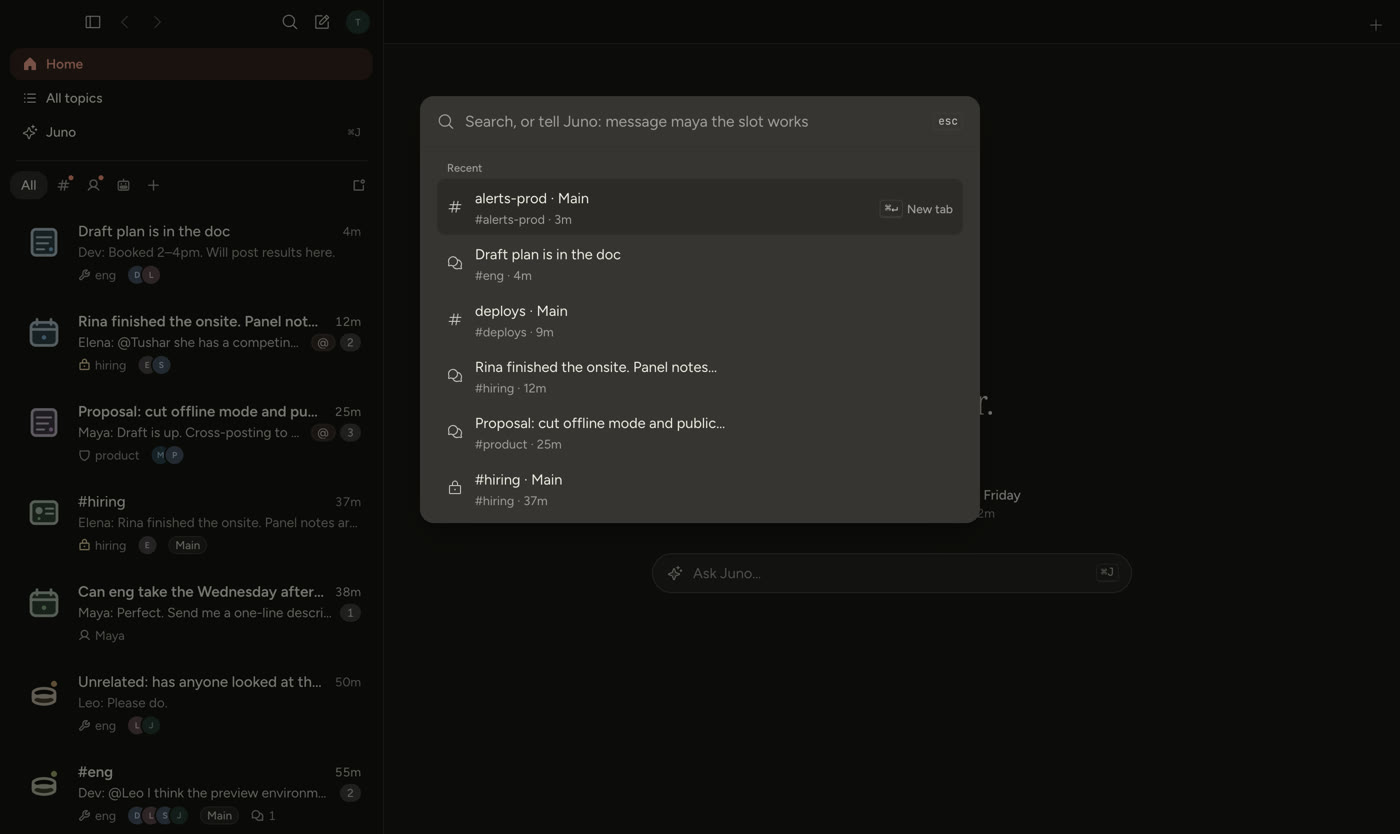 T
Home
All topics
Juno ⌘J
All
Draft plan is in the doc 4m
Dev: Booked 2–4pm. Will post results here.
eng D L
Rina finished the onsite. Panel not... 12m
Elena: @Tushar she has a competin... @ 2
hiring E S
Proposal: cut offline mode and pu... 25m
Maya: Draft is up. Cross-posting to ... @ 3
product M P
#hiring 37m
Elena: Rina finished the onsite. Panel notes ar...
hiring E Main
Can eng take the Wednesday after... 38m
Maya: Perfect. Send me a one-line descri... 1
Maya
Unrelated: has anyone looked at th... 50m
Leo: Please do.
eng L J
#eng 55m
Dev: @Leo I think the preview environm... 2
eng D L S J Main 1
Search, or tell Juno: message maya the slot works esc
Recent
alerts-prod · Main
#alerts-prod · 3m
⌘↵ New tab
Draft plan is in the doc
#eng · 4m
deploys · Main
#deploys · 9m
Rina finished the onsite. Panel notes...
#hiring · 12m
Proposal: cut offline mode and public...
#product · 25m
#hiring · Main
#hiring · 37m
r.
Friday
2m
Ask Juno... ⌘J